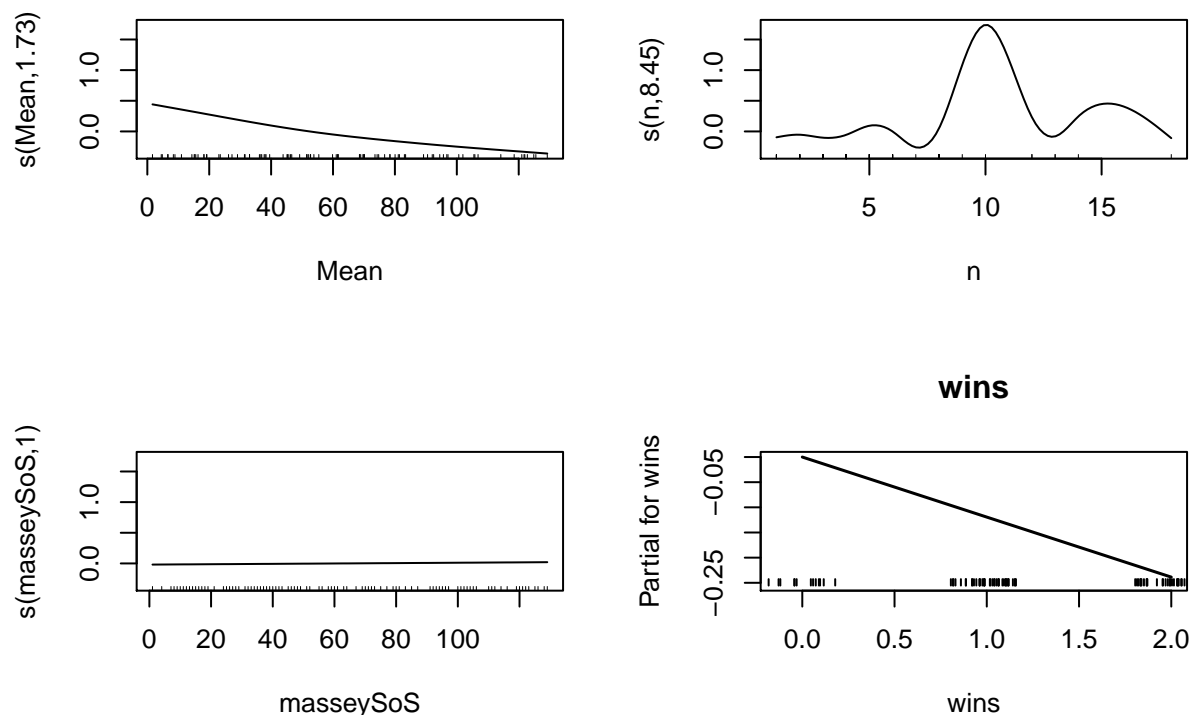 s(Mean,1.73)
0.0 1.0
0 20 40 60 80 100
Mean
s(n,8.45)
0.0 1.0
5 10 15
n
s(masseySoS,1)
0.0 1.0
0 20 40 60 80 100
masseySoS
wins
Partial for wins
−0.25 −0.05
0.0 0.5 1.0 1.5 2.0
wins